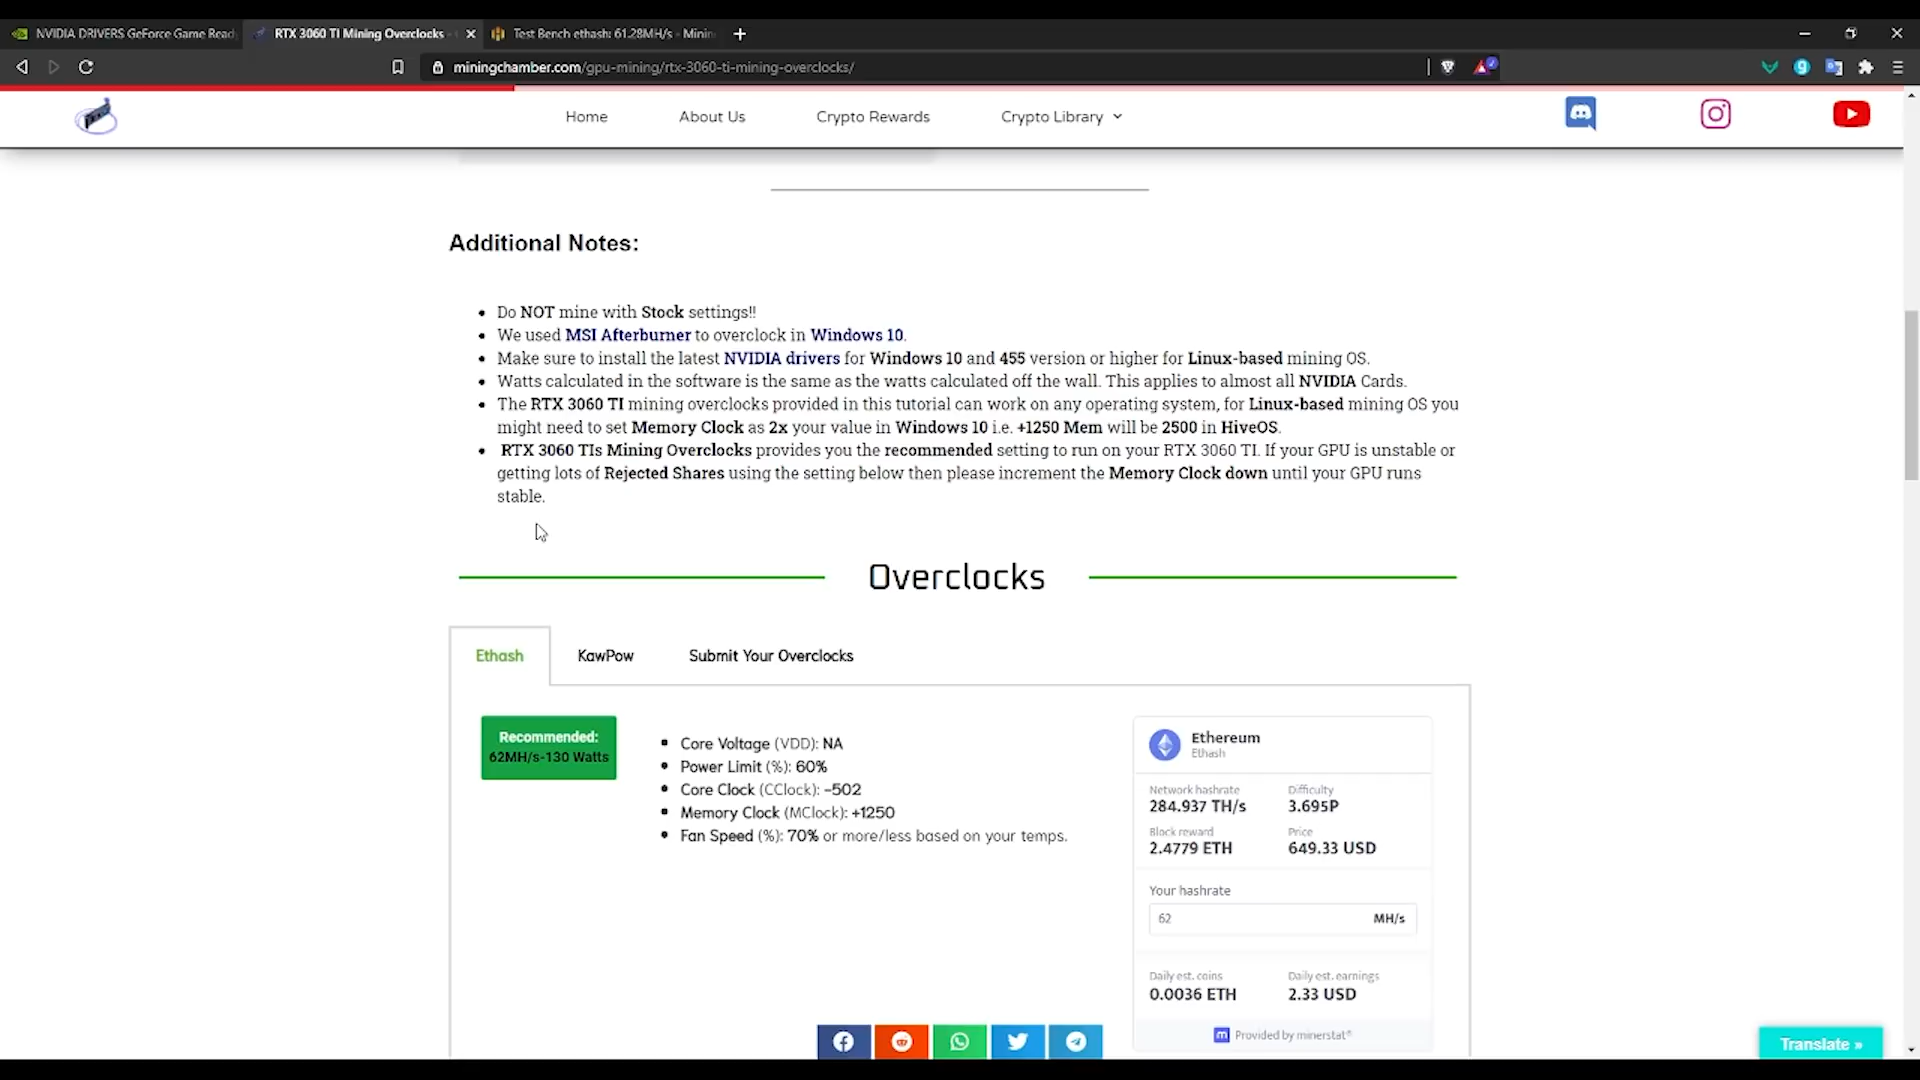 NVIDIA DRIVERS GeForce Game Read
RTX 3060 TI Mining Overclocks -
Test Bench ethash: 61.28MH/s - Minin
miningchamber.com/gpu-mining/rtx-3060-ti-mining-overclocks/
Home
About Us
Crypto Rewards
Crypto Library
Additional Notes:
Do NOT mine with Stock settings!!
We used MSI Afterburner to overclock in Windows 10.
Make sure to install the latest NVIDIA drivers for Windows 10 and 455 version or higher for Linux-based mining OS.
Watts calculated in the software is the same as the watts calculated off the wall. This applies to almost all NVIDIA Cards.
The RTX 3060 TI mining overclocks provided in this tutorial can work on any operating system, for Linux-based mining OS you
might need to set Memory Clock as 2x your value in Windows 10 i.e. +1250 Mem will be 2500 in HiveOS.
RTX 3060 TIs Mining Overclocks provides you the recommended setting to run on your RTX 3060 TI. If your GPU is unstable or
getting lots of Rejected Shares using the setting below then please increment the Memory Clock down until your GPU runs
stable.
Overclocks
Ethash
KawPow
Submit Your Overclocks
Recommended:
62MH/s-130 Watts
Core Voltage (VDD): NA
Power Limit (%): 60%
Core Clock (CClock): -502
Memory Clock (MClock): +1250
Fan Speed (%): 70% or more/less based on your temps.
Ethereum
Ethash
Network hashrate
284.937 TH/s
Difficulty
3.695P
Block reward
2.4779 ETH
Price
649.33 USD
Your hashrate
62 MH/s
Daily est. coins
0.0036 ETH
Daily est. earnings
2.33 USD
m Provided by minerstat®
Translate »